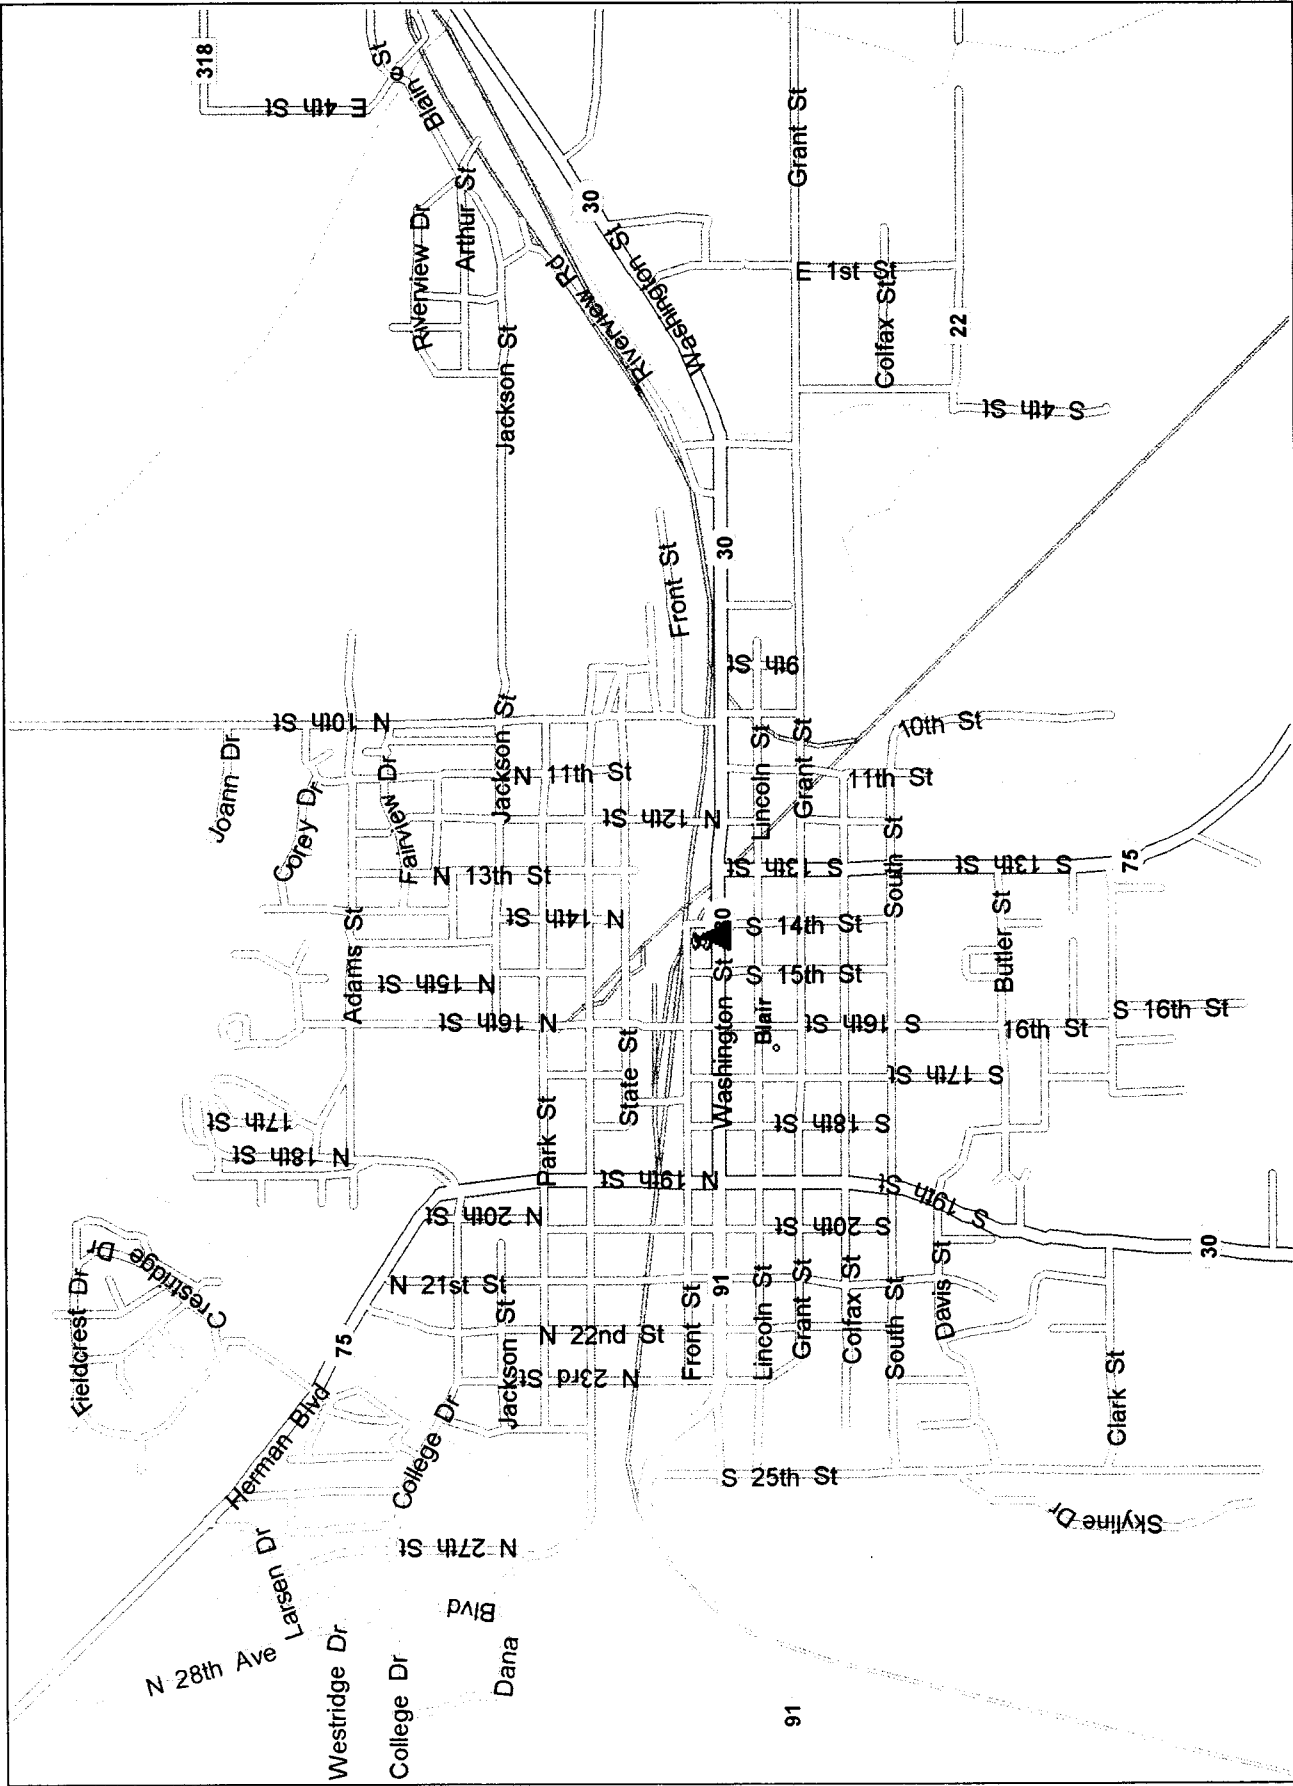 318
E 4th St
Blaine St
Riverview Dr
Arthur St
Jackson St
Riverview Rd
30
Washington St
Grant St
E 1st St
Colfax St
22
S 4th St
Front St
30
9th St
N 10th St
Joann Dr
Corey Dr
Fairview Dr
Jackson St
N 11th St
N 12th St
Lincoln St
Grant St
10th St
11th St
South St
N 13th St
S 13th St
S 13th St
75
N 14th St
30
S 14th St
Adams St
N 15th St
S 15th St
Butler St
N 16th St
State St
Washington St
Blair
S 16th St
16th St
S 16th St
S 17th St
17th St
N 18th St
Park St
S 18th St
N 19th St
S 19th St
N 20th St
S 20th St
Crestridge Dr
Fieldcrest Dr
N 21st St
91
30
75
Jackson St
N 22nd St
N 23rd St
Front St
Lincoln St
Grant St
Colfax St
South St
Davis St
Clark St
Herman Blvd
College Dr
S 25th St
Skyline Dr
Larsen Dr
N 27th St
N 28th Ave
Westridge Dr
College Dr
Dana
Blvd
91